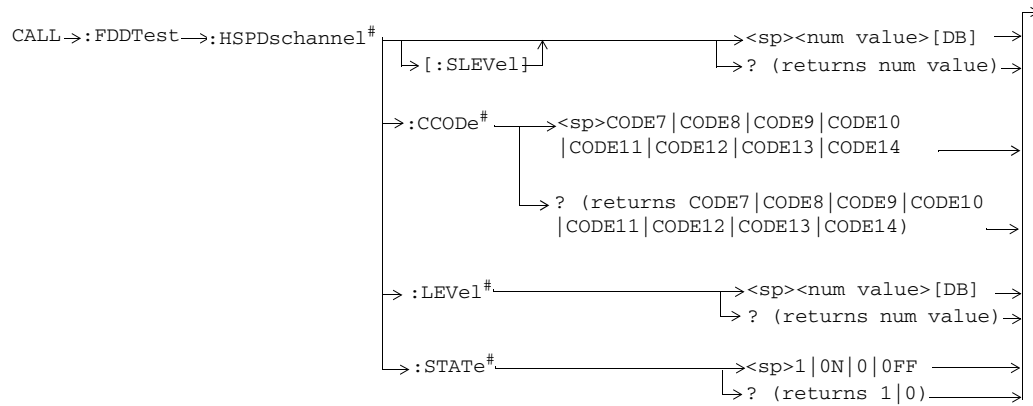 CALL:FDDTest:HSPDschannel# <sp><num value>[DB]
[:SLEVel] ? (returns num value)
:CCODe# <sp>CODE7|CODE8|CODE9|CODE10
|CODE11|CODE12|CODE13|CODE14
? (returns CODE7|CODE8|CODE9|CODE10
|CODE11|CODE12|CODE13|CODE14)
:LEVel# <sp><num value>[DB]
? (returns num value)
:STATe# <sp>1|0N|0|0FF
? (returns 1|0)